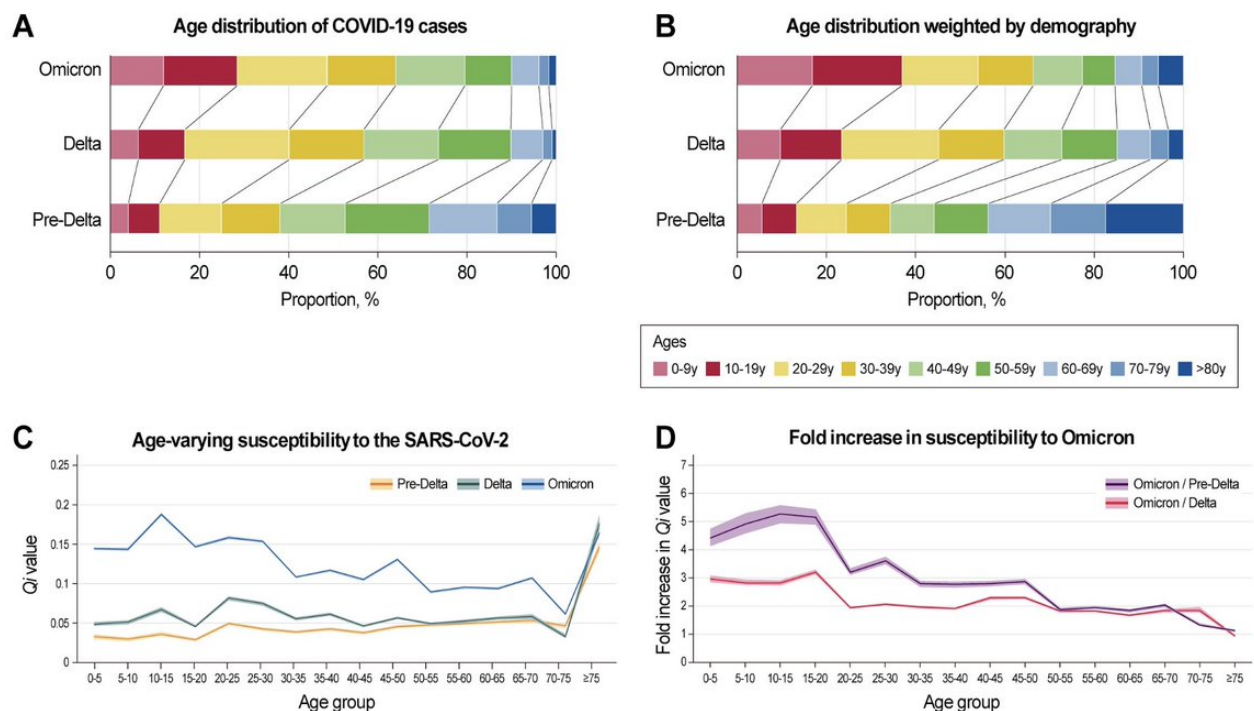 A
Age distribution of COVID-19 cases
Omicron
Delta
Pre-Delta
0 20 40 60 80 100
Proportion, %
B
Age distribution weighted by demography
Omicron
Delta
Pre-Delta
0 20 40 60 80 100
Proportion, %
Ages
0-9y 10-19y 20-29y 30-39y 40-49y 50-59y 60-69y 70-79y >80y
C
Age-varying susceptibility to the SARS-CoV-2
Pre-Delta Delta Omicron
Qi value
0.25
0.2
0.15
0.1
0.05
0
0-5 5-10 10-15 15-20 20-25 25-30 30-35 35-40 40-45 45-50 50-55 55-60 60-65 65-70 70-75 ≥75
Age group
D
Fold increase in susceptibility to Omicron
Omicron / Pre-Delta
Omicron / Delta
Fold increase in Qi value
7
6
5
4
3
2
1
0
0-5 5-10 10-15 15-20 20-25 25-30 30-35 35-40 40-45 45-50 50-55 55-60 60-65 65-70 70-75 ≥75
Age group